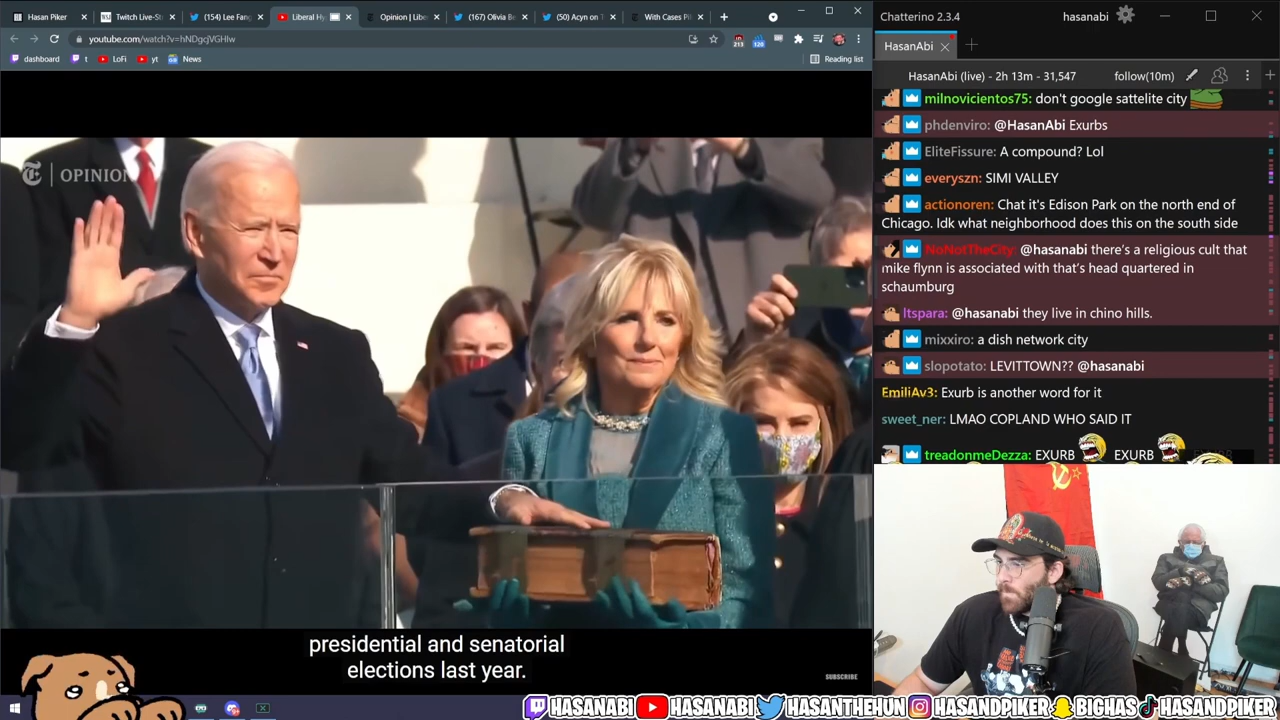 Hasan Piker
Twitch Live-St
(154) Lee Fang
Liberal Hy
Opinion | Liber
(167) Olivia Be
(50) Acyn on T
With Cases Pil
youtube.com/watch?v=hNDgcjVGHIw
213
120
dashboard
t
LoFi
yt
News
Reading list
OPINION
presidential and senatorial
elections last year.
SUBSCRIBE
Chatterino 2.3.4
hasanabi
HasanAbi
HasanAbi (live) - 2h 13m - 31,547
follow(10m)
milnovicientos75: don't google sattelite city
phdenviro: @HasanAbi Exurbs
EliteFissure: A compound? Lol
everyszn: SIMI VALLEY
actionoren: Chat it's Edison Park on the north end of
Chicago. Idk what neighborhood does this on the south side
NoNotTheCity: @hasanabi there's a religious cult that
mike flynn is associated with that's head quartered in
schaumburg
ltspara: @hasanabi they live in chino hills.
mixxiro: a dish network city
slopotato: LEVITTOWN?? @hasanabi
EmiliAv3: Exurb is another word for it
sweet_ner: LMAO COPLAND WHO SAID IT
treadonmeDezza: EXURB EXURB EXURB
HASANABI
HASANABI
HASANTHEHUN
HASANDPIKER
BIGHAS
HASANDPIKER